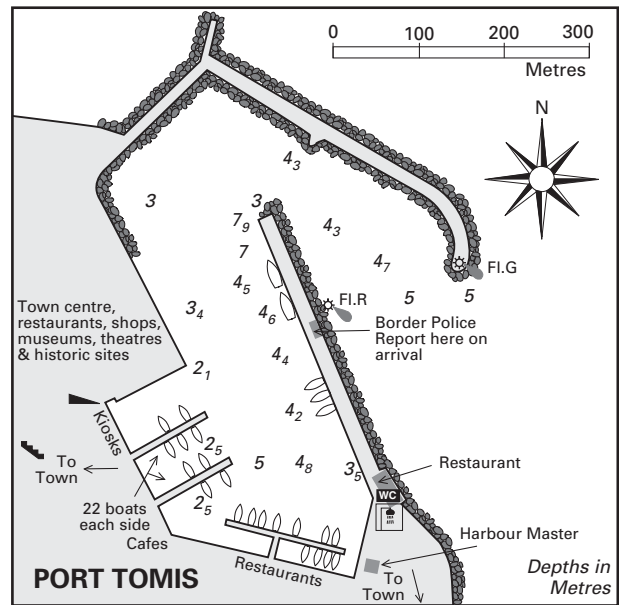 0 100 200 300
Metres
N
4₃
3
3
7₉
4₃
7
4₇
Fl.G
4₅
5
5
Fl.R
Town centre,
restaurants, shops,
museums, theatres
& historic sites
3₄
4₆
Border Police
Report here on
arrival
4₄
2₁
4₂
Kiosks
2₅
To
Town
5
4₈
3₅
Restaurant
WC
22 boats
each side
2₅
Cafes
Harbour Master
Restaurants
PORT TOMIS
To
Town
Depths in
Metres